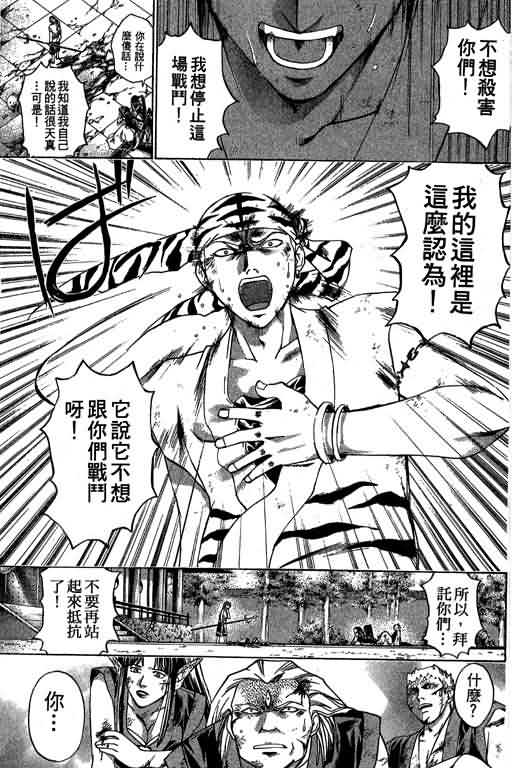 不想殺害
你們！
我想停止這
場戰鬥！
你在說什
麼傻話…
我知道我自己
說的話很天真
…可是！
我的這裡是
這麼認為！
ば
它說它不想
跟你們戰鬥
呀！
所以，拜
託你們…
不要再站
起來抵抗
了！
什麼？
你…